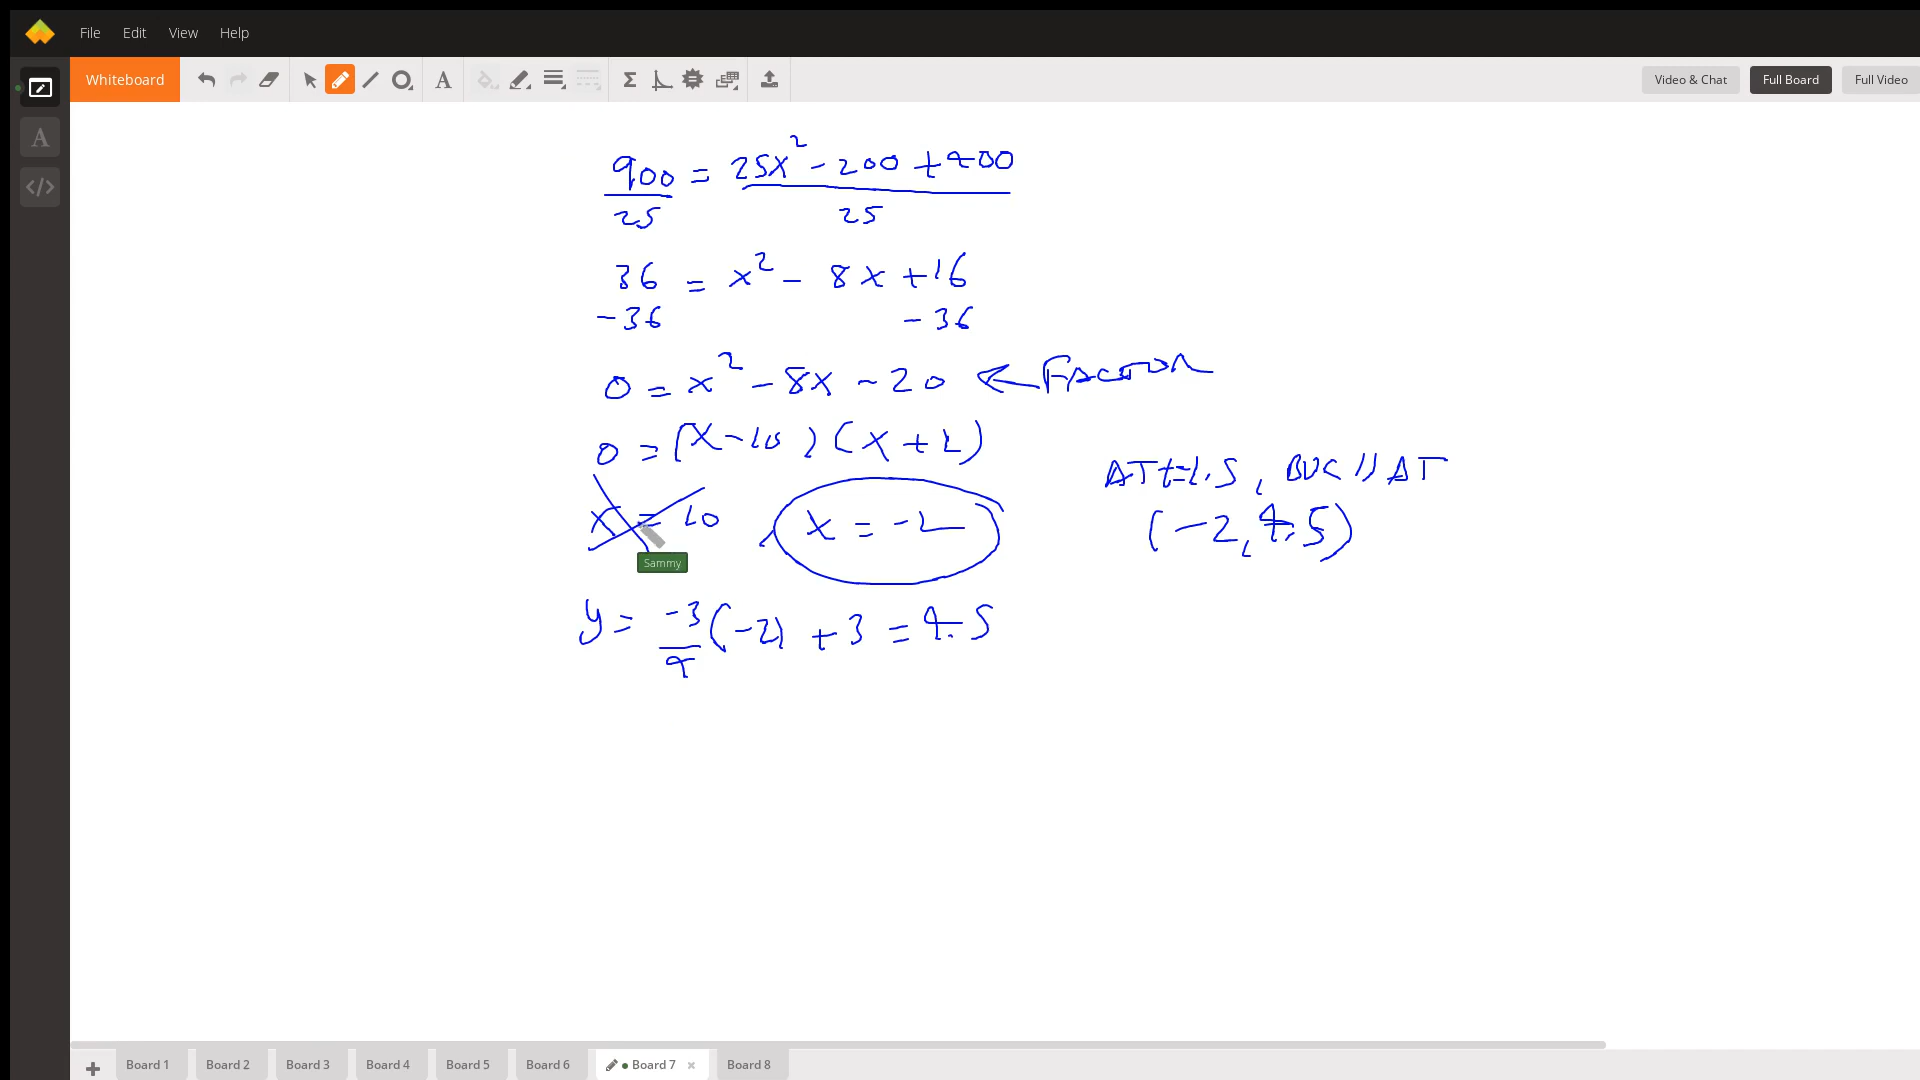 File Edit View Help
Whiteboard A Σ Video & Chat Full Board Full Video
A
</>
900 = 25x² - 200 + 400
25 25
36 = x² - 8x + 16
-36 -36
0 = x² - 8x - 20 ← FACTOR
0 = (x - 10) (x + 2)
x = 10 x = -2
AT t=1.5, BUC // AT
(-2, 4.5)
Sammy
y = -3/4 (-2) + 3 = 4.5
+ Board 1 Board 2 Board 3 Board 4 Board 5 Board 6 Board 7 × Board 8